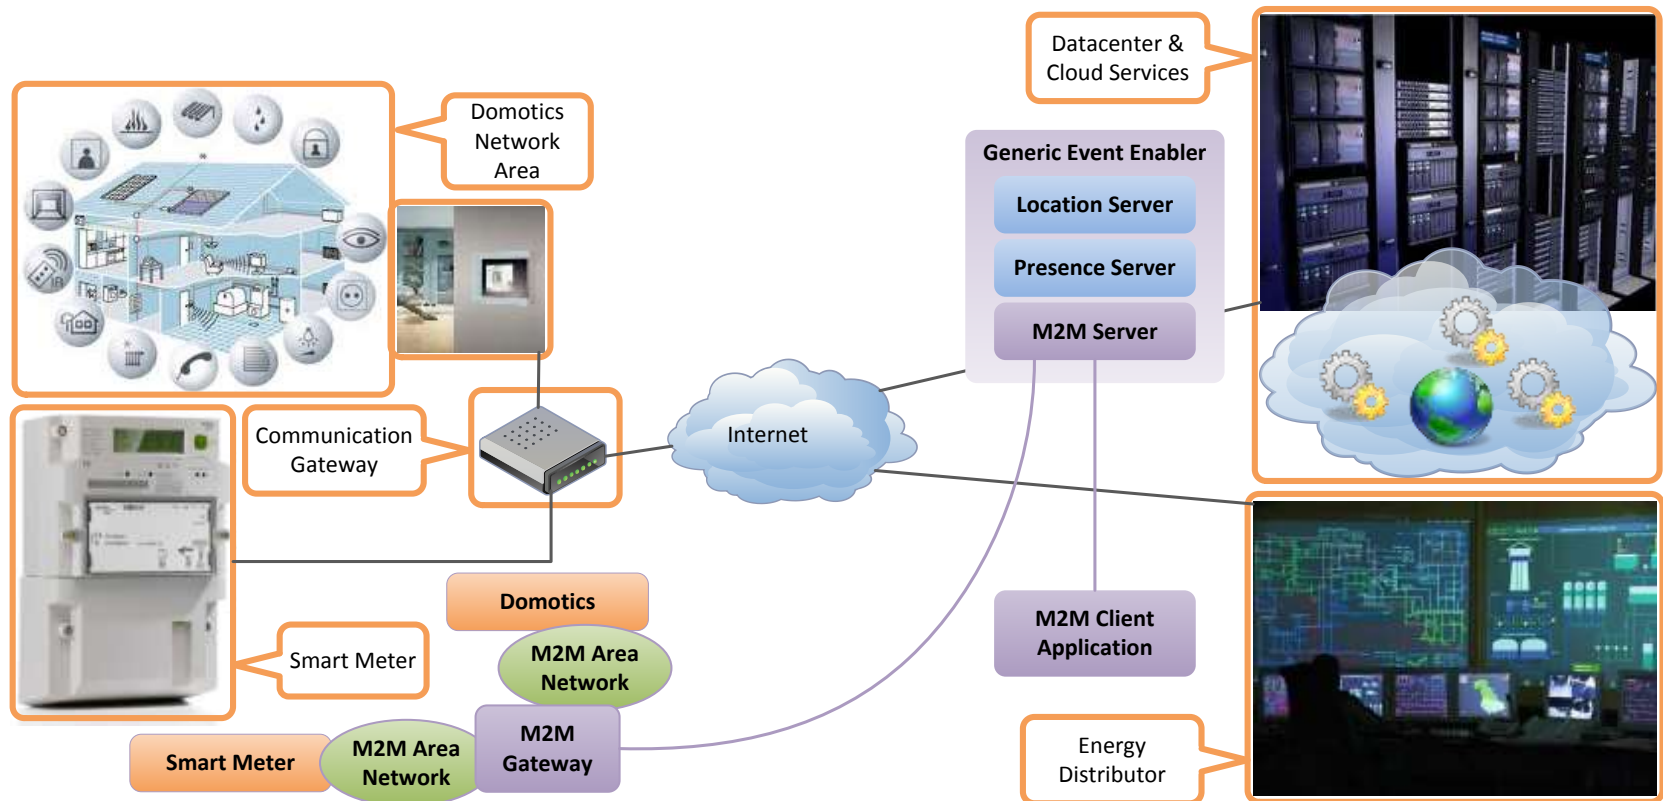 Datacenter &
Cloud Services
Domotics
Network
Area
Generic Event Enabler
Location Server
Presence Server
M2M Server
Communication
Gateway
Internet
Domotics
M2M Area
Network
M2M Client
Application
Smart Meter
M2M
Gateway
M2M Area
Network
Smart Meter
Energy
Distributor